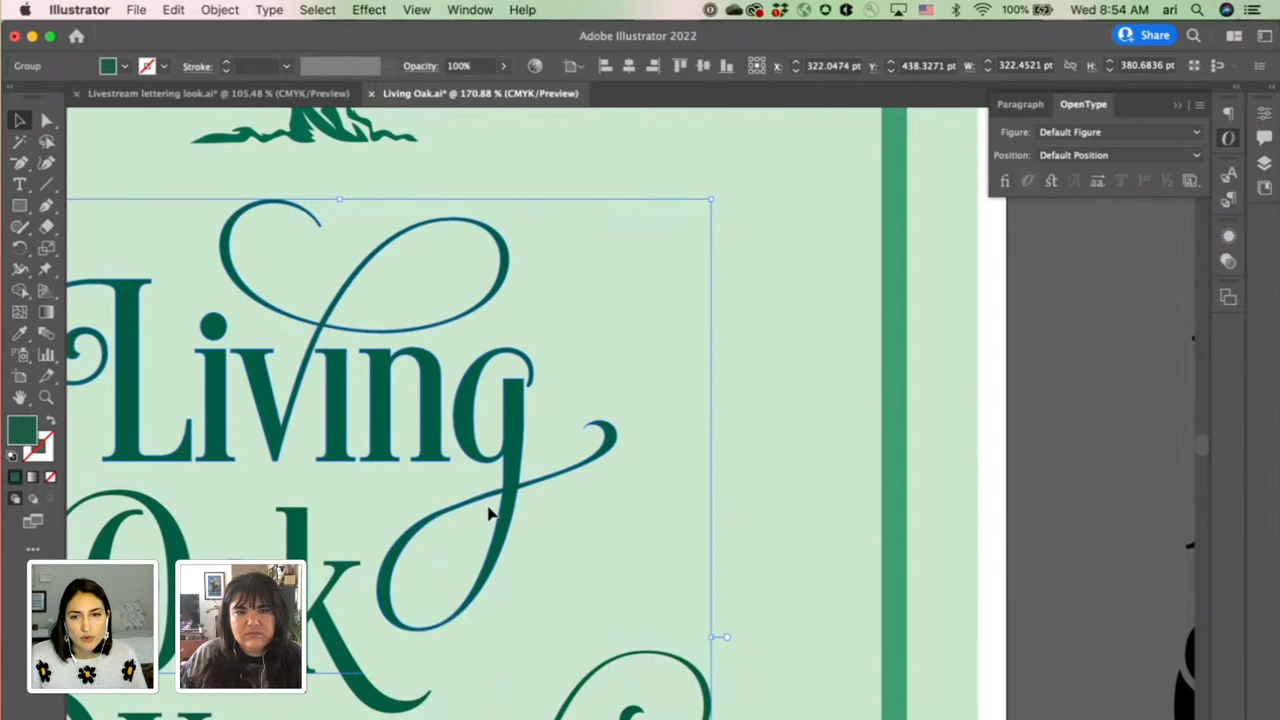 Illustrator File Edit Object Type Select Effect View Window Help 100% Wed 8:54 AM ari
Adobe Illustrator 2022
Share
Group Stroke: Opacity: 100% X: 322.0474 pt Y: 438.3271 pt W: 322.4521 pt H: 380.6836 pt
× Livestream lettering look.ai* @ 105.48 % (CMYK/Preview) × Living Oak.ai* @ 170.88 % (CMYK/Preview)
Paragraph OpenType
Figure: Default Figure
Position: Default Position
Living
Oak